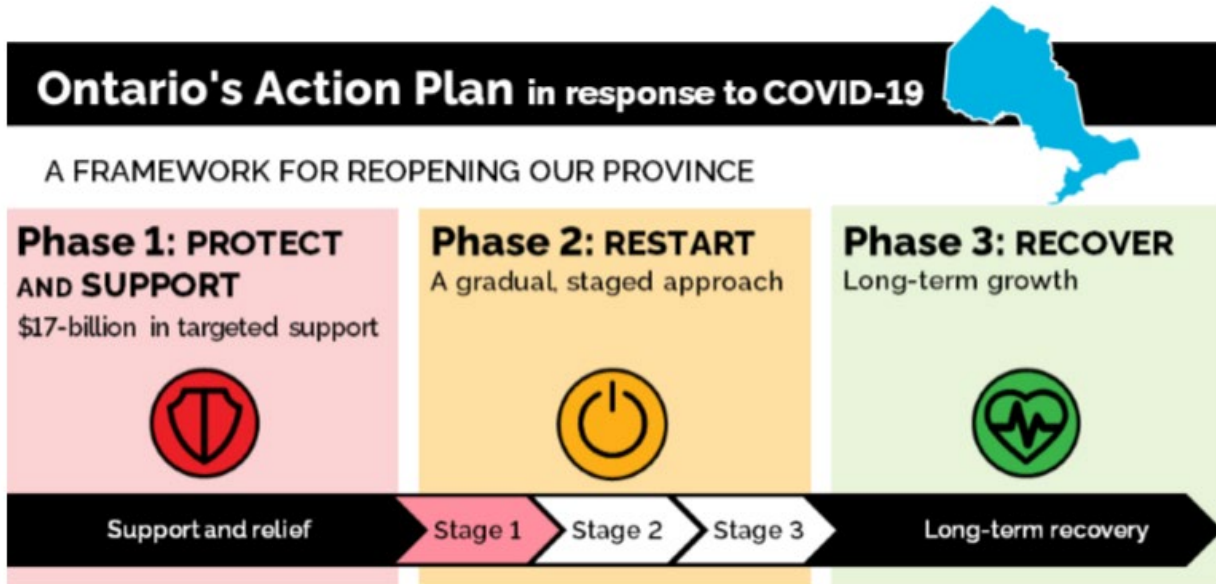 Ontario's Action Plan in response to COVID-19
A FRAMEWORK FOR REOPENING OUR PROVINCE
Phase 1: PROTECT
AND SUPPORT
$17-billion in targeted support
Phase 2: RESTART
A gradual, staged approach
Phase 3: RECOVER
Long-term growth
Support and relief
Stage 1
Stage 2
Stage 3
Long-term recovery